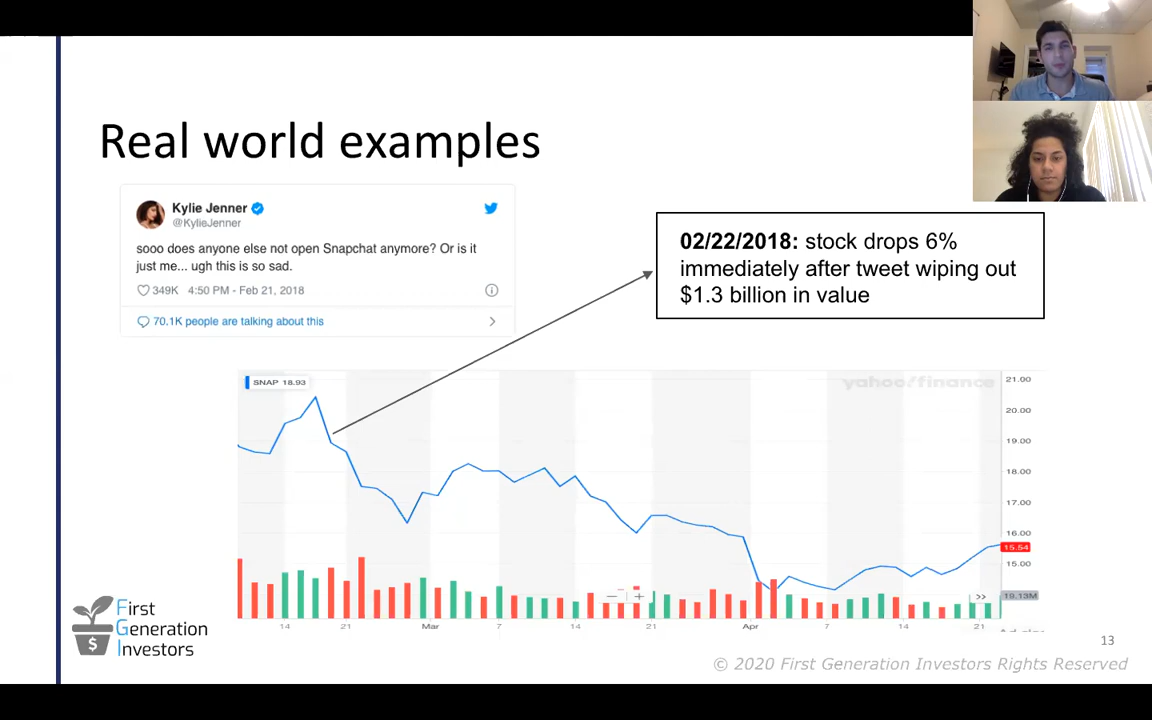 Real world examples
Kylie Jenner
@KylieJenner
sooo does anyone else not open Snapchat anymore? Or is it
just me... ugh this is so sad.
349K 4:50 PM - Feb 21, 2018
70.1K people are talking about this
02/22/2018: stock drops 6%
immediately after tweet wiping out
$1.3 billion in value
SNAP 18.93
yahoo!finance
21.00
20.00
19.00
18.00
17.00
16.00
15.54
15.00
19.13M
14 21 Mar 7 14 21 Apr 7 14 21
$
First
Generation
Investors
13
© 2020 First Generation Investors Rights Reserved